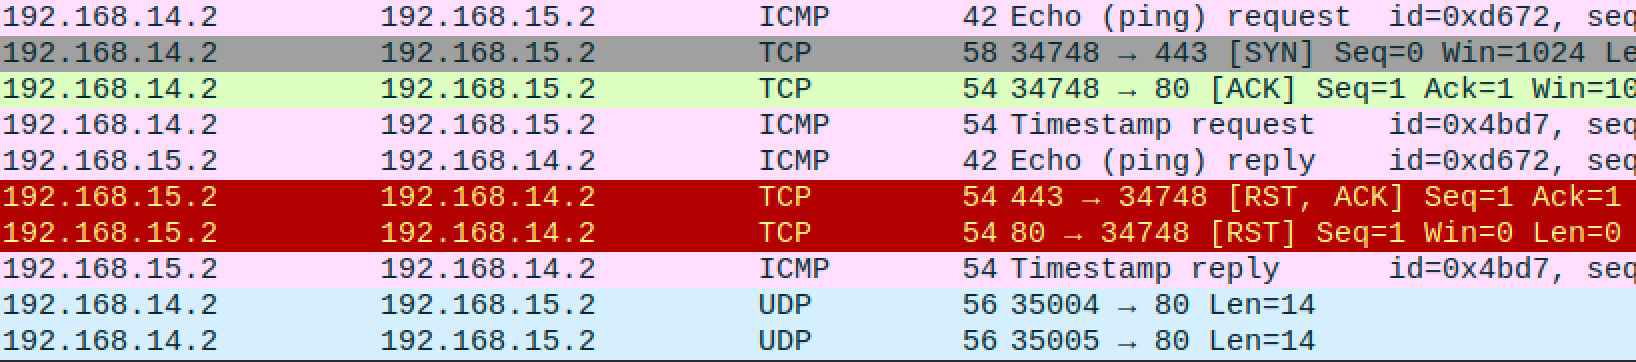 192.168.14.2 192.168.15.2 ICMP 42 Echo (ping) request id=0xd672, seq
192.168.14.2 192.168.15.2 TCP 58 34748 → 443 [SYN] Seq=0 Win=1024 Le
192.168.14.2 192.168.15.2 TCP 54 34748 → 80 [ACK] Seq=1 Ack=1 Win=10
192.168.14.2 192.168.15.2 ICMP 54 Timestamp request id=0x4bd7, seq
192.168.15.2 192.168.14.2 ICMP 42 Echo (ping) reply id=0xd672, seq
192.168.15.2 192.168.14.2 TCP 54 443 → 34748 [RST, ACK] Seq=1 Ack=1
192.168.15.2 192.168.14.2 TCP 54 80 → 34748 [RST] Seq=1 Win=0 Len=0
192.168.15.2 192.168.14.2 ICMP 54 Timestamp reply id=0x4bd7, seq
192.168.14.2 192.168.15.2 UDP 56 35004 → 80 Len=14
192.168.14.2 192.168.15.2 UDP 56 35005 → 80 Len=14